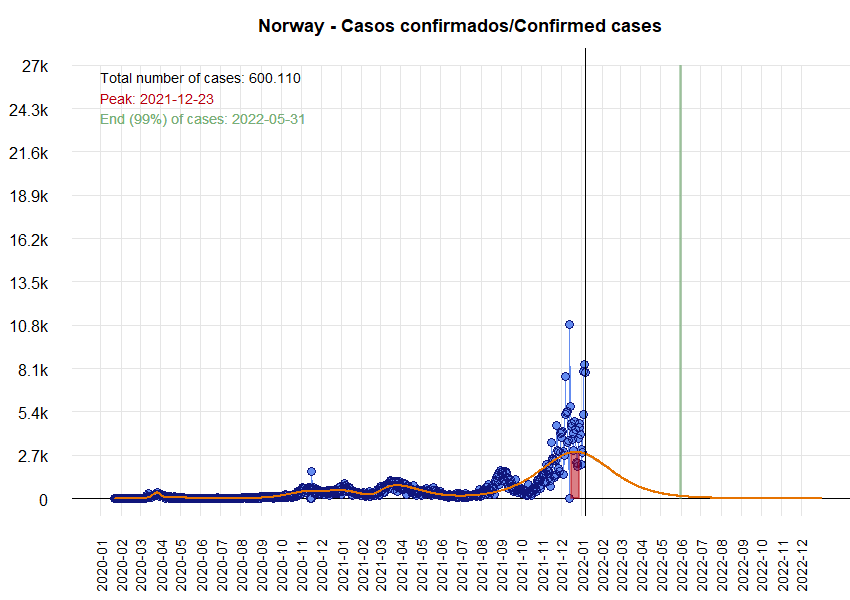 Norway - Casos confirmados/Confirmed cases
27k
Total number of cases: 600.110
Peak: 2021-12-23
24.3k
End (99%) of cases: 2022-05-31
21.6k
18.9k
16.2k
13.5k
10.8k
8.1k
5.4k
2.7k
0
2020-01
2020-02
2020-03
2020-04
2020-05
2020-06
2020-07
2020-08
2020-09
2020-10
2020-11
2020-12
2021-01
2021-02
2021-03
2021-04
2021-05
2021-06
2021-07
2021-08
2021-09
2021-10
2021-11
2021-12
2022-01
2022-02
2022-03
2022-04
2022-05
2022-06
2022-07
2022-08
2022-09
2022-10
2022-11
2022-12